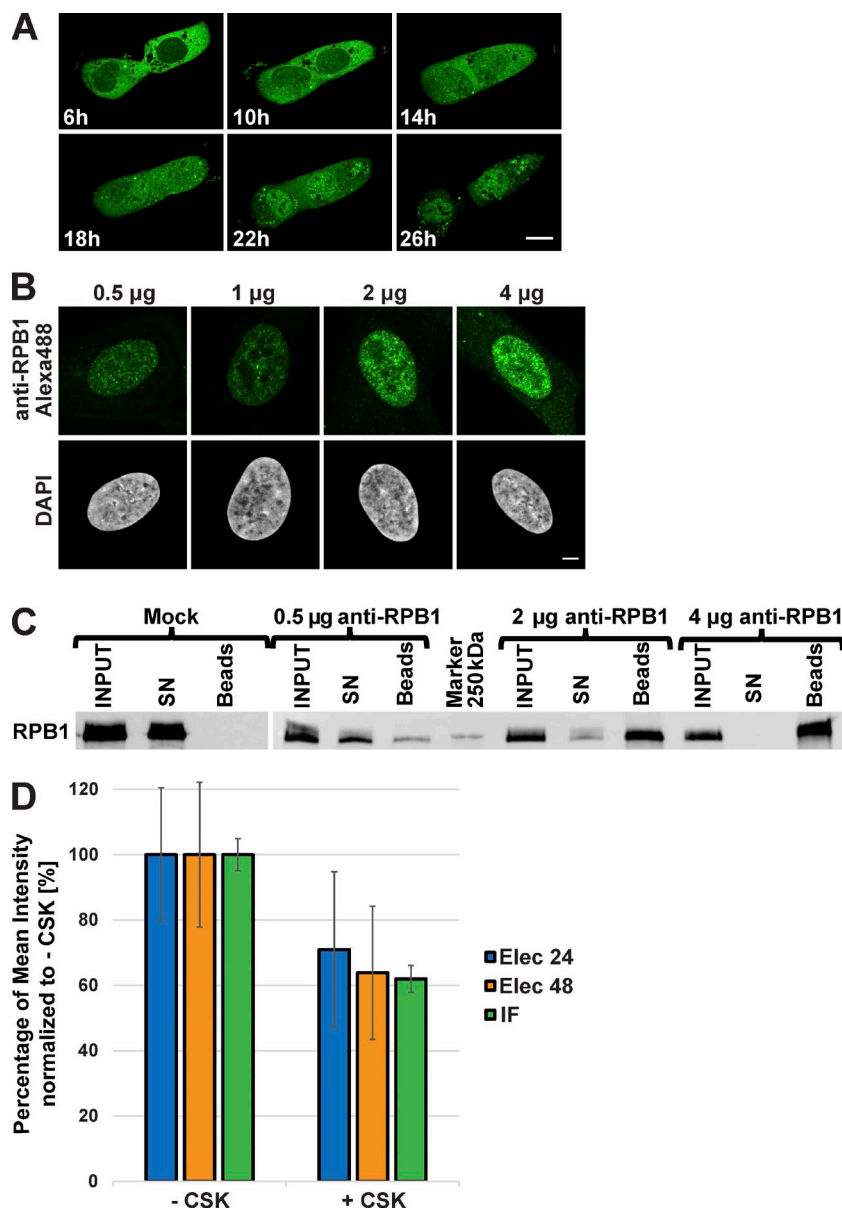 A
6h
10h
14h
18h
22h
26h
B
0.5 µg
1 µg
2 µg
4 µg
anti-RPB1
Alexa488
DAPI
C
Mock
0.5 µg anti-RPB1
2 µg anti-RPB1
4 µg anti-RPB1
INPUT
SN
Beads
INPUT
SN
Beads
Marker
250kDa
INPUT
SN
Beads
INPUT
SN
Beads
RPB1
D
Percentage of Mean Intensity
normalized to - CSK [%]
120
100
80
60
40
20
0
- CSK
+ CSK
Elec 24
Elec 48
IF